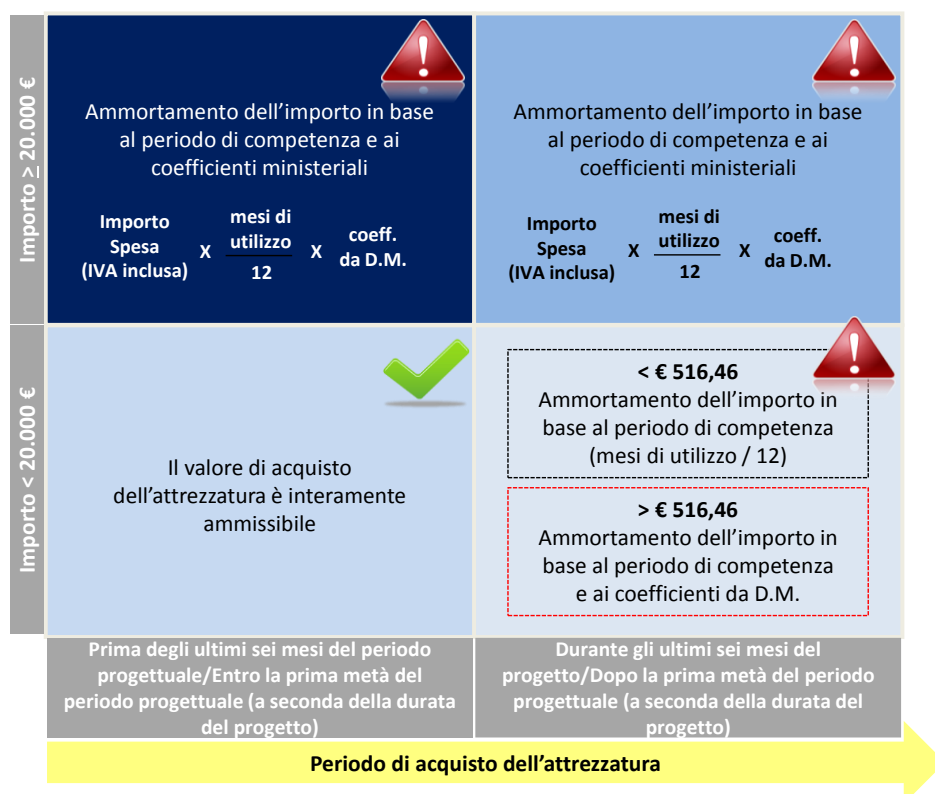 Importo ≥ 20.000 €
Ammortamento dell'importo in base
al periodo di competenza e ai
coefficienti ministeriali
Importo
Spesa
(IVA inclusa)
X
mesi di
utilizzo
12
X
coeff.
da D.M.
Ammortamento dell'importo in base
al periodo di competenza e ai
coefficienti ministeriali
Importo
Spesa
(IVA inclusa)
X
mesi di
utilizzo
12
X
coeff.
da D.M.
Importo < 20.000 €
Il valore di acquisto
dell'attrezzatura è interamente
ammissibile
< € 516,46
Ammortamento dell'importo in
base al periodo di competenza
(mesi di utilizzo / 12)
> € 516,46
Ammortamento dell'importo in
base al periodo di competenza
e ai coefficienti da D.M.
Prima degli ultimi sei mesi del periodo
progettuale/Entro la prima metà del
periodo progettuale (a seconda della durata
del progetto)
Durante gli ultimi sei mesi del
progetto/Dopo la prima metà del periodo
progettuale (a seconda della durata del
progetto)
Periodo di acquisto dell'attrezzatura